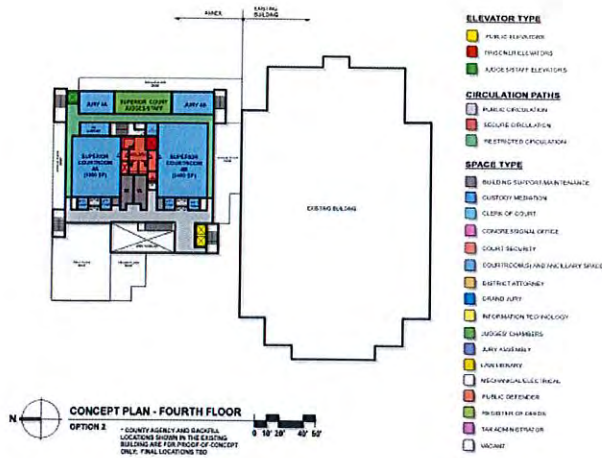 ANNEX
EXISTING
BUILDING
JURY 4A
SUPERIOR COURT
JUDGES/STAFF
JURY 4B
SUPERIOR
COURTROOM
4A
SUPERIOR
COURTROOM
4B
EXISTING BUILDING
ELEVATOR TYPE
PUBLIC ELEVATORS
PRISONER ELEVATORS
JUDGES/STAFF ELEVATORS
CIRCULATION PATHS
PUBLIC CIRCULATION
SECURE CIRCULATION
RESTRICTED CIRCULATION
SPACE TYPE
BUILDING SUPPORT/MAINTENANCE
CUSTODY MEDIATION
CLERK OF COURT
CONGRESSIONAL OFFICE
COURT SECURITY
COURTROOM(S) AND ANCILLARY SPACE
DISTRICT ATTORNEY
GRAND JURY
INFORMATION TECHNOLOGY
JUDGES' CHAMBERS
JURY ASSEMBLY
LAW LIBRARY
MECHANICAL/ELECTRICAL
PUBLIC DEFENDER
REGISTER OF DEEDS
TAX ADMINISTRATOR
VACANT
N
CONCEPT PLAN - FOURTH FLOOR
OPTION 2
* COUNTY AGENCY AND BACKFILL
LOCATIONS SHOWN IN THE EXISTING
BUILDING ARE FOR PROOF OF CONCEPT
ONLY; FINAL LOCATIONS TBD
0 10' 20' 40' 50'